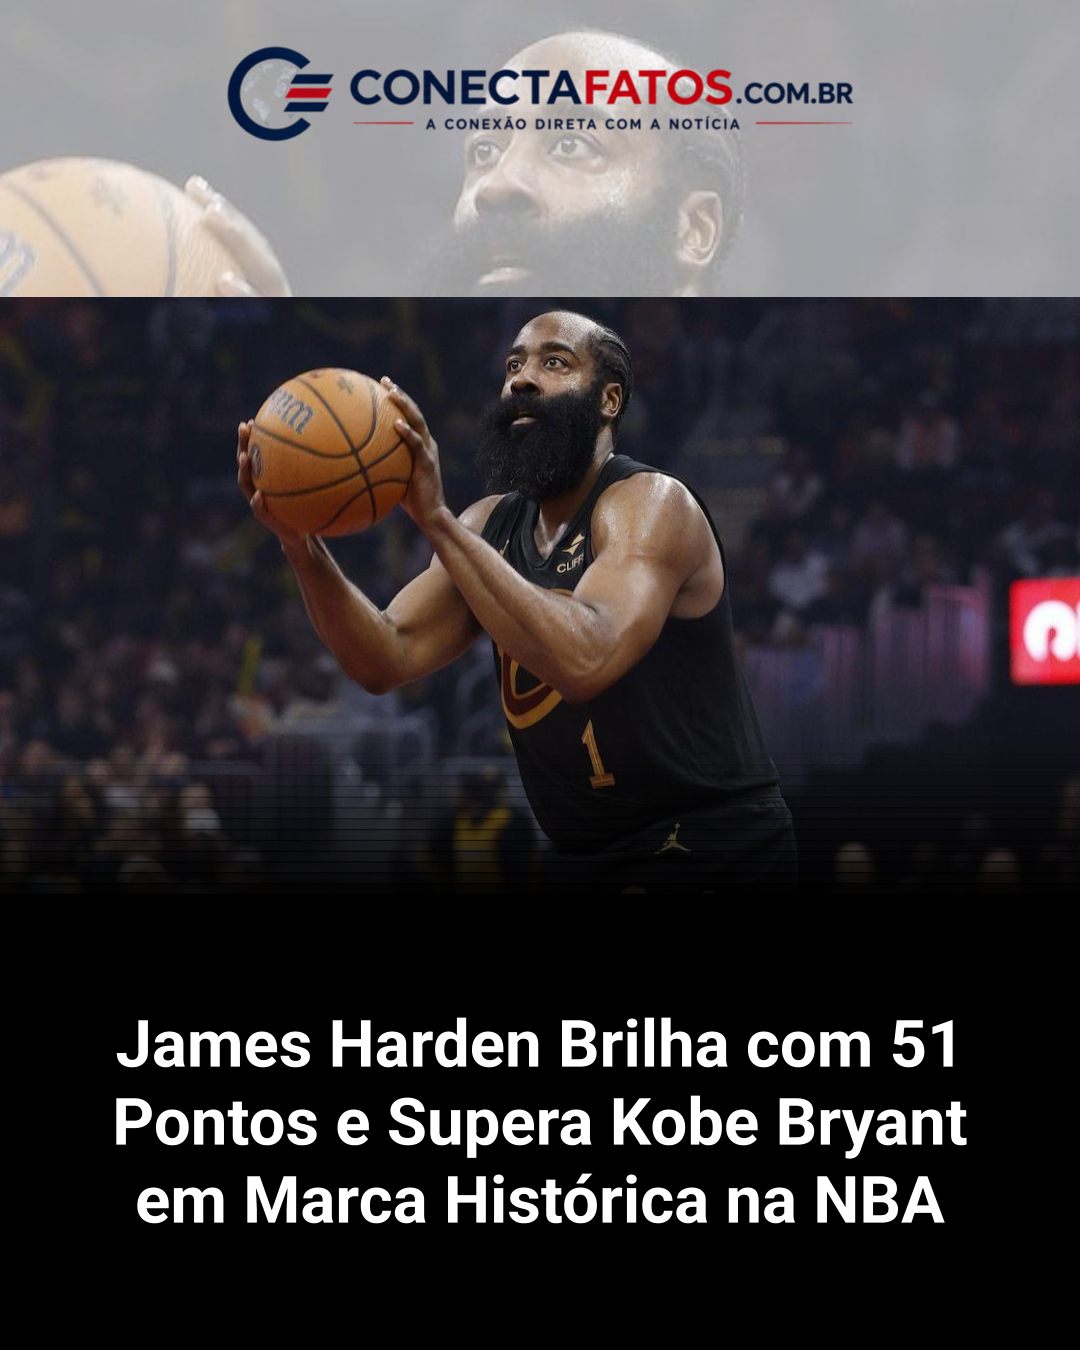 CONECTAFATOS.COM.BR
A CONEXÃO DIRETA COM A NOTÍCIA
CLIFFS
1
James Harden Brilha com 51
Pontos e Supera Kobe Bryant
em Marca Histórica na NBA